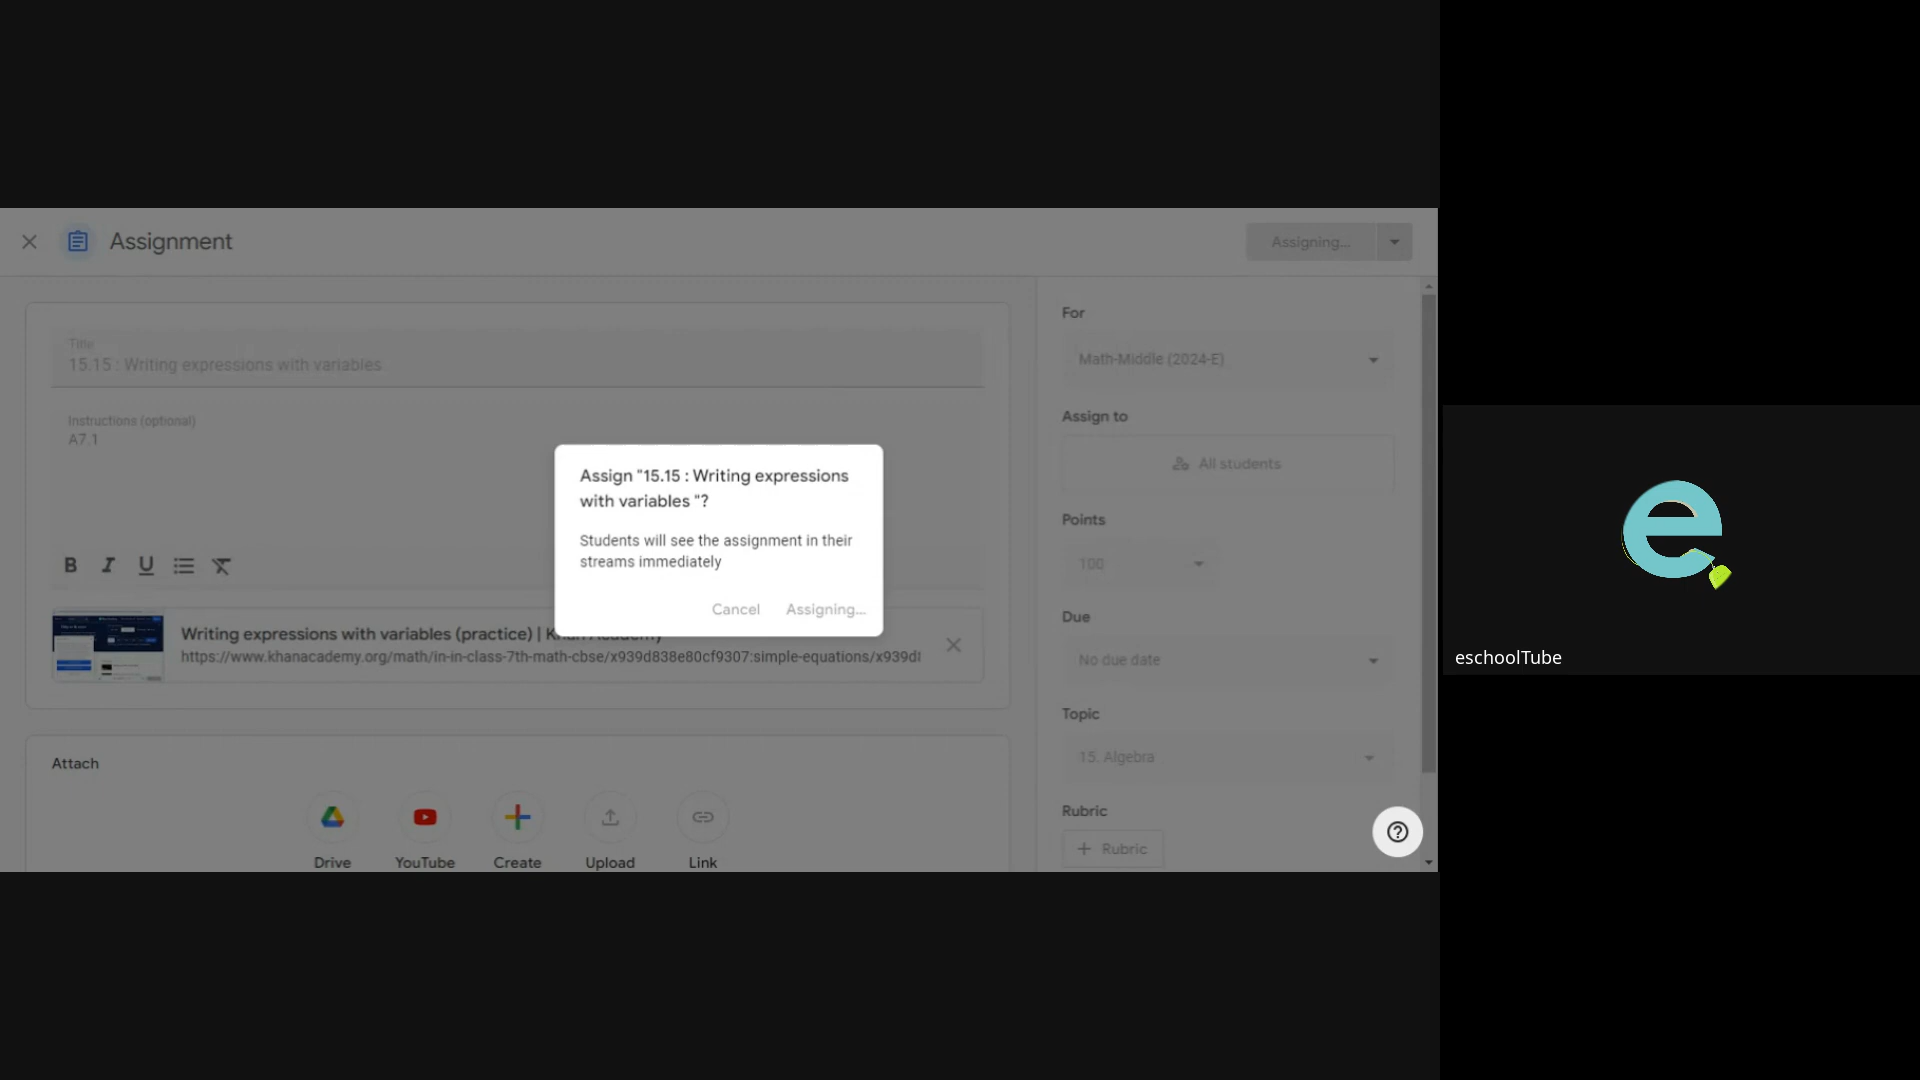 Assignment
Assigning...
Title
15.15 : Writing expressions with variables
Instructions (optional)
A7.1
B I U
Writing expressions with variables (practice) |
https://www.khanacademy.org/math/in-in-class-7th-math-cbse/x939d838e80cf9307:simple-equations/x939d
Attach
Drive
YouTube
Create
Upload
Link
Assign "15.15 : Writing expressions
with variables "?
Students will see the assignment in their
streams immediately
Cancel
Assigning...
For
Math-Middle (2024-E)
Assign to
All students
Points
100
Due
No due date
Topic
15. Algebra
Rubric
+ Rubric
eschoolTube